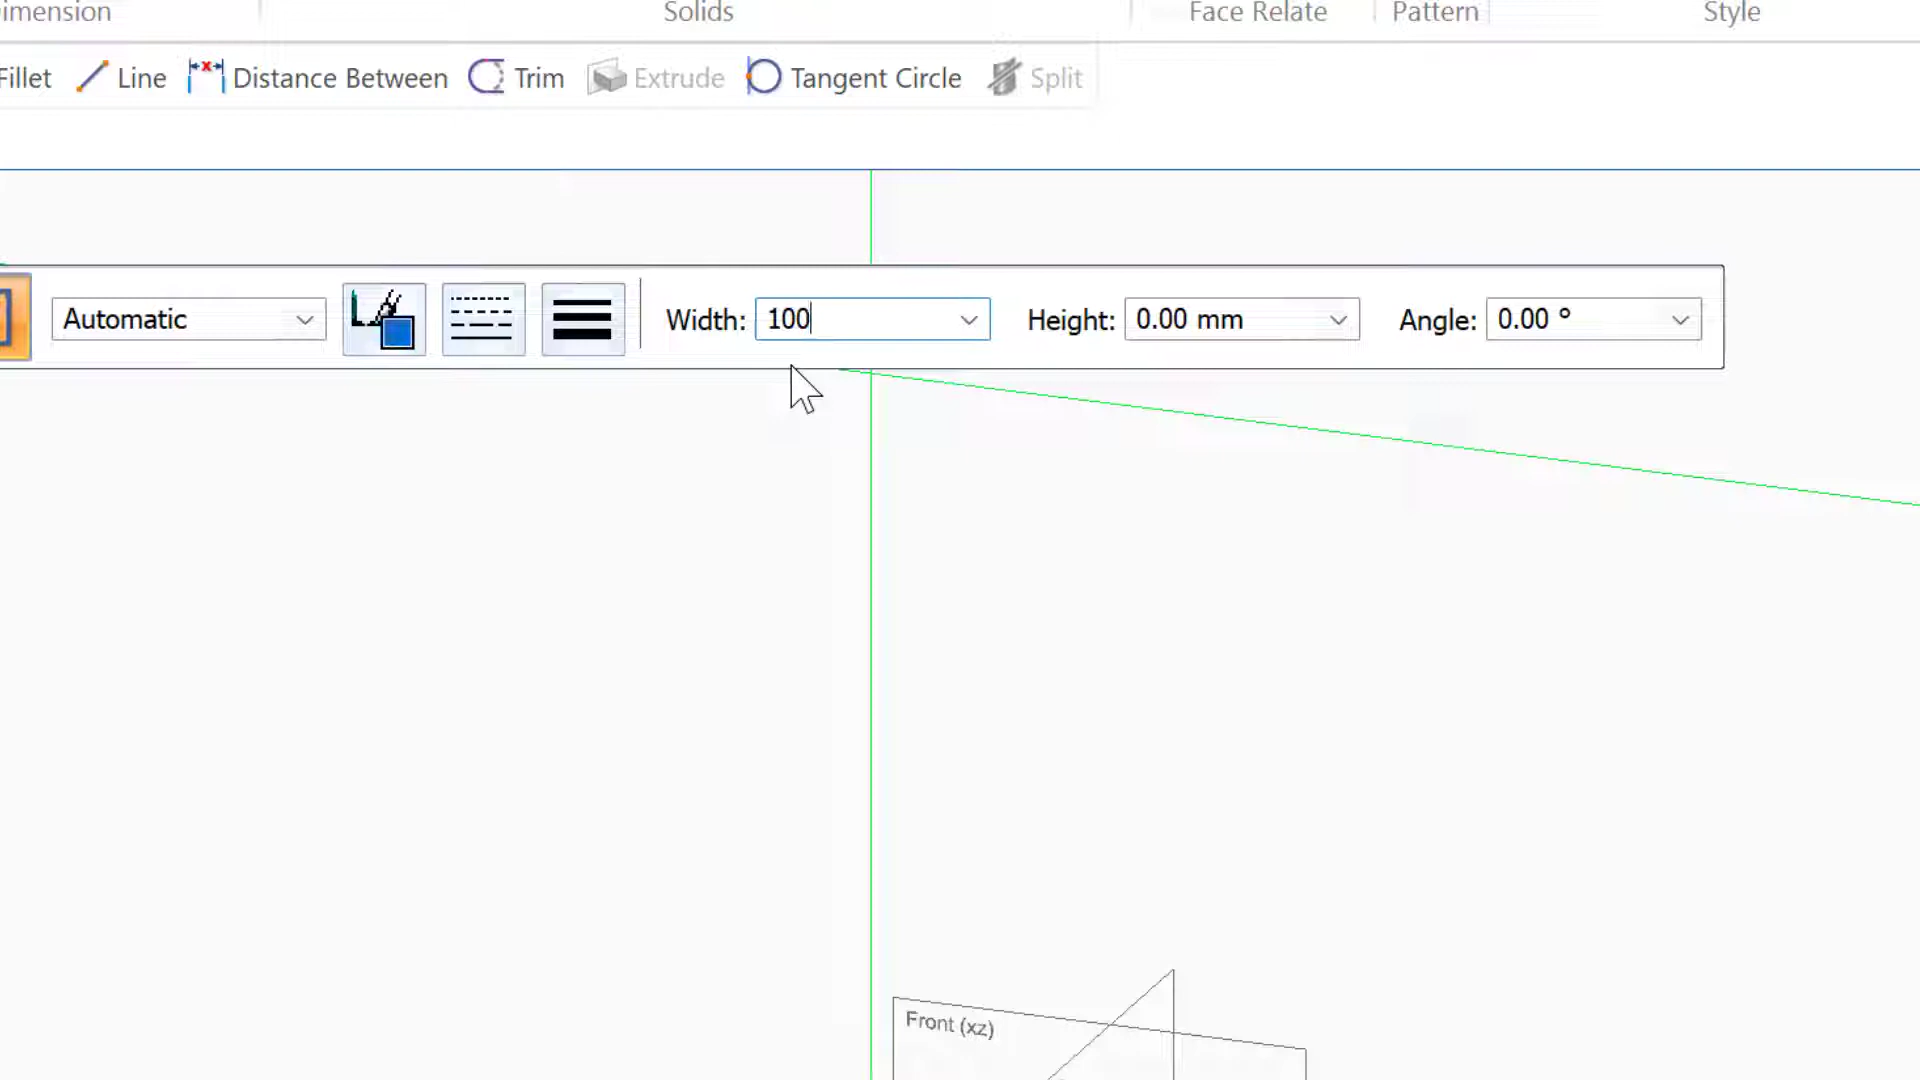 imension Solids Face Relate Pattern Style
Fillet Line Distance Between Trim Extrude Tangent Circle Split
Automatic Width: 100 Height: 0.00 mm Angle: 0.00 °
Front (xz)